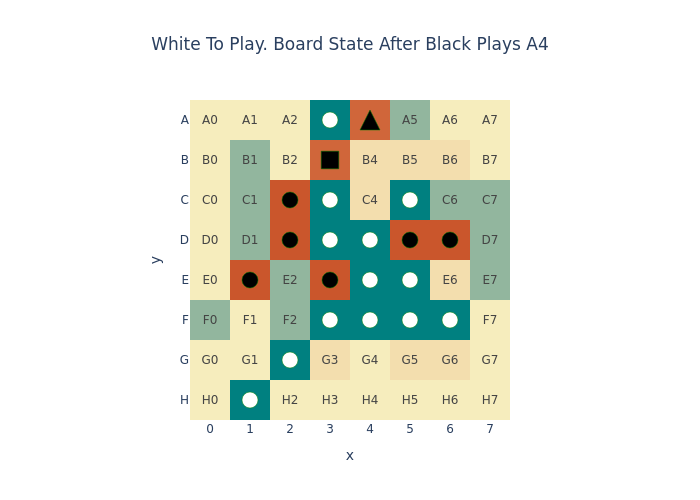 White To Play. Board State After Black Plays A4
A A0 A1 A2 A5 A6 A7
B B0 B1 B2 B4 B5 B6 B7
C C0 C1 C4 C6 C7
D D0 D1 D7
E E0 E2 E6 E7
F F0 F1 F2 F7
G G0 G1 G3 G4 G5 G6 G7
H H0 H2 H3 H4 H5 H6 H7
0 1 2 3 4 5 6 7
x
y